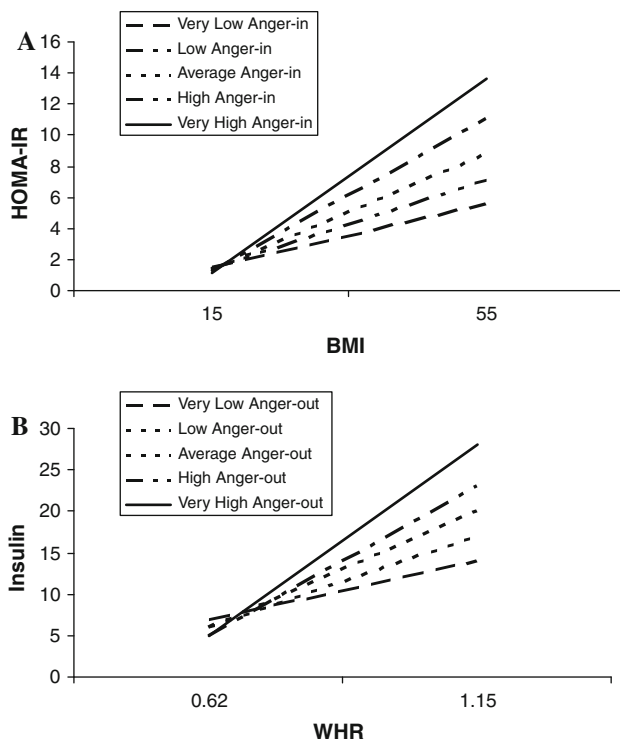 A
Very Low Anger-in
Low Anger-in
Average Anger-in
High Anger-in
Very High Anger-in
16
14
12
10
8
6
4
2
0
HOMA-IR
15
55
BMI
B
Very Low Anger-out
Low Anger-out
Average Anger-out
High Anger-out
Very High Anger-out
30
25
20
15
10
5
0
Insulin
0.62
1.15
WHR